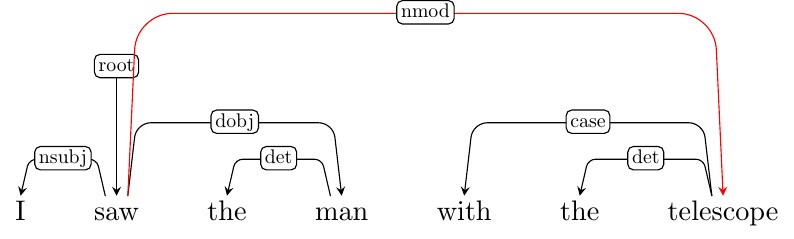 nmod
root
dobj case
nsubj det det
I saw the man with the telescope